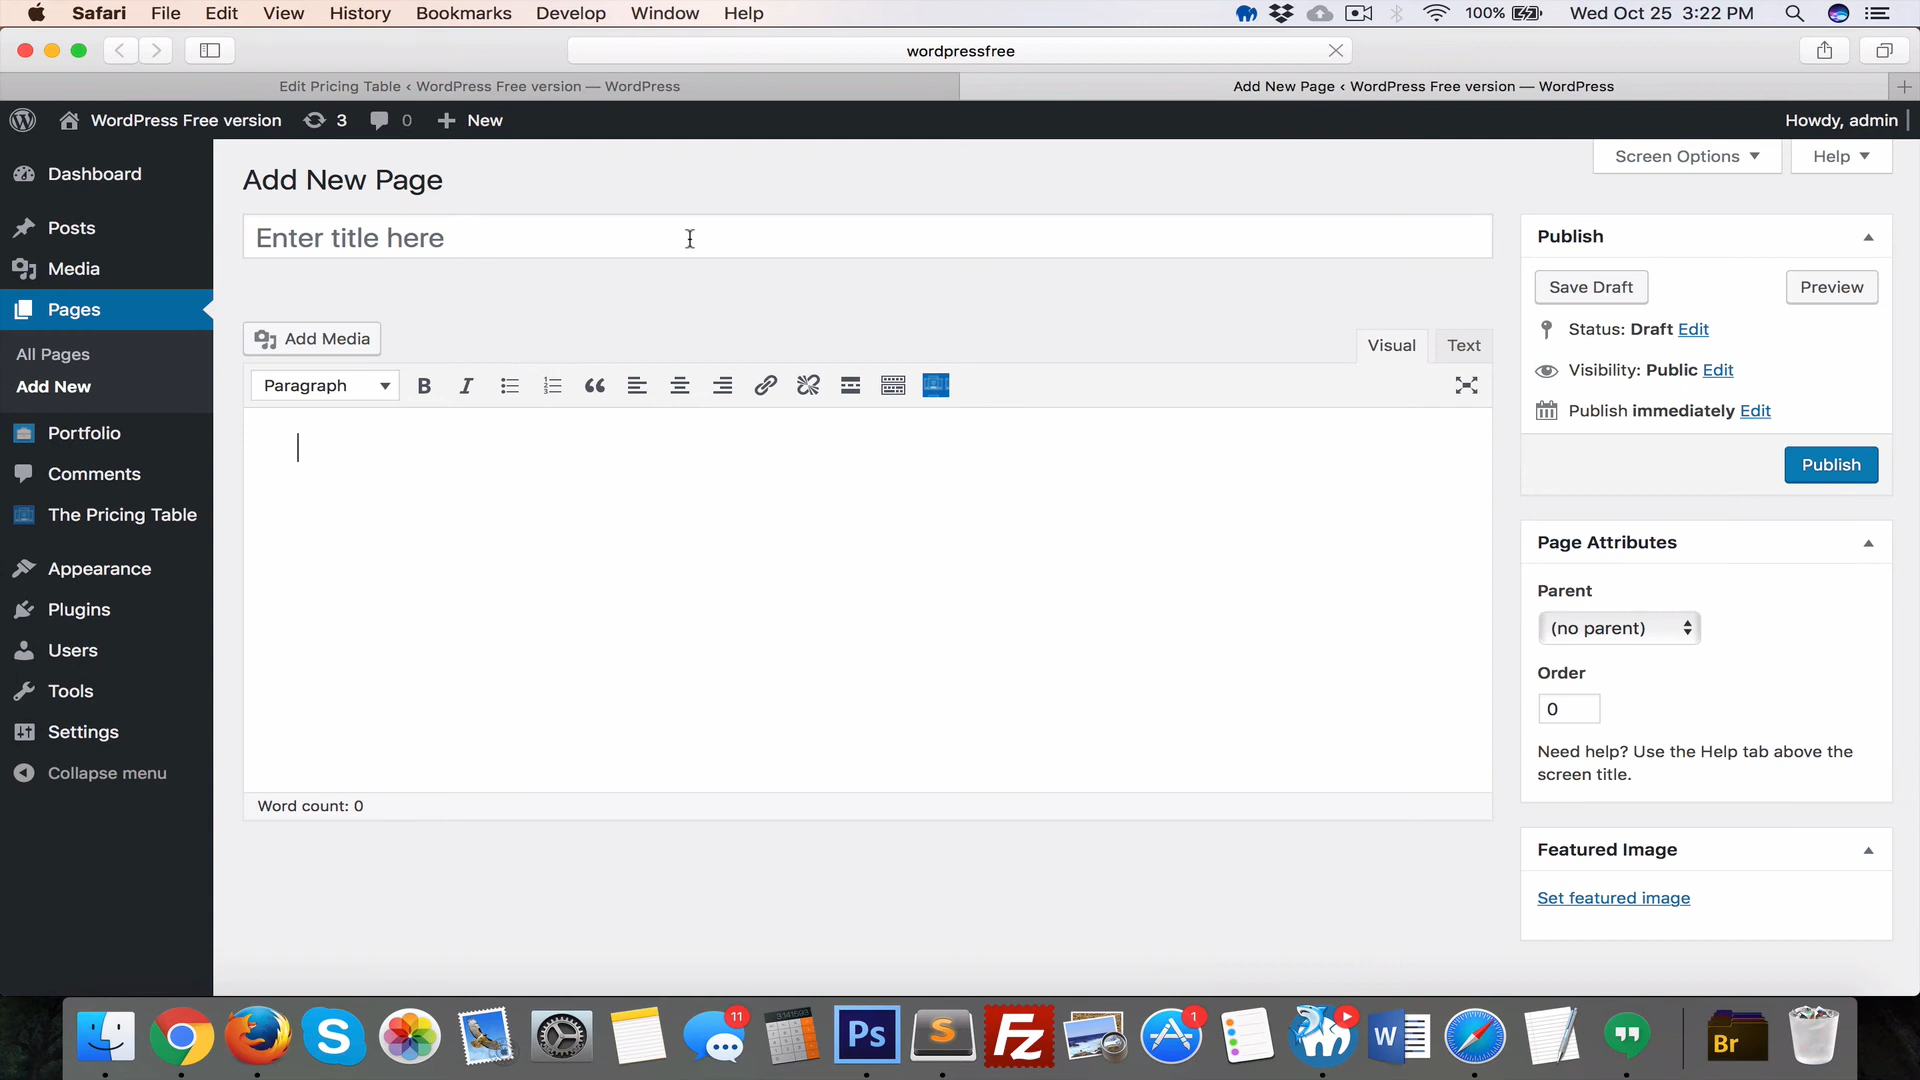 Safari File Edit View History Bookmarks Develop Window Help 100% Wed Oct 25 3:22 PM
wordpressfree
Edit Pricing Table ‹ WordPress Free version — WordPress
Add New Page ‹ WordPress Free version — WordPress
WordPress Free version 3 0 New Howdy, admin
Dashboard
Posts
Media
Pages
All Pages
Add New
Portfolio
Comments
The Pricing Table
Appearance
Plugins
Users
Tools
Settings
Collapse menu
Screen Options Help
Add New Page
Enter title here
Add Media
Visual Text
Paragraph B I
Word count: 0
Publish
Save Draft Preview
Status: Draft Edit
Visibility: Public Edit
Publish immediately Edit
Publish
Page Attributes
Parent
(no parent)
Order
0
Need help? Use the Help tab above the
screen title.
Featured Image
Set featured image
11
3.141593
Ps
S
Fz
1
W
Br